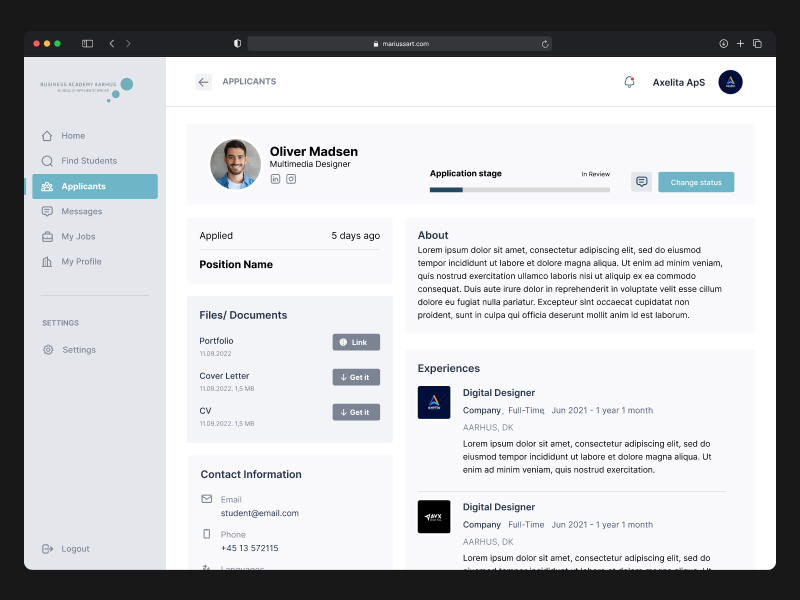 mariussart.com
BUSINESS ACADEMY AARHUS
SCHOOL OF APPLIED SCIENCES
APPLICANTS
Axelita ApS
Home
Find Students
Applicants
Messages
My Jobs
My Profile
SETTINGS
Settings
Logout
Oliver Madsen
Multimedia Designer
Application stage
In Review
Change status
Applied
5 days ago
Position Name
Files/ Documents
Portfolio
11.09.2022
Link
Cover Letter
11.09.2022. 1,5 MB
Get it
CV
11.09.2022. 1,5 MB
Get it
Contact Information
Email
student@email.com
Phone
+45 13 572115
Languages
About
Lorem ipsum dolor sit amet, consectetur adipiscing elit, sed do eiusmod
tempor incididunt ut labore et dolore magna aliqua. Ut enim ad minim veniam,
quis nostrud exercitation ullamco laboris nisi ut aliquip ex ea commodo
consequat. Duis aute irure dolor in reprehenderit in voluptate velit esse cillum
dolore eu fugiat nulla pariatur. Excepteur sint occaecat cupidatat non
proident, sunt in culpa qui officia deserunt mollit anim id est laborum.
Experiences
Digital Designer
Company, Full-Time, Jun 2021 - 1 year 1 month
AARHUS, DK
Lorem ipsum dolor sit amet, consectetur adipiscing elit, sed do
eiusmod tempor incididunt ut labore et dolore magna aliqua. Ut
enim ad minim veniam, quis nostrud exercitation.
AVX
Digital Designer
Company Full-Time Jun 2021 - 1 year 1 month
AARHUS, DK
Lorem ipsum dolor sit amet, consectetur adipiscing elit, sed do
eiusmod tempor incididunt ut labore et dolore magna aliqua. Ut